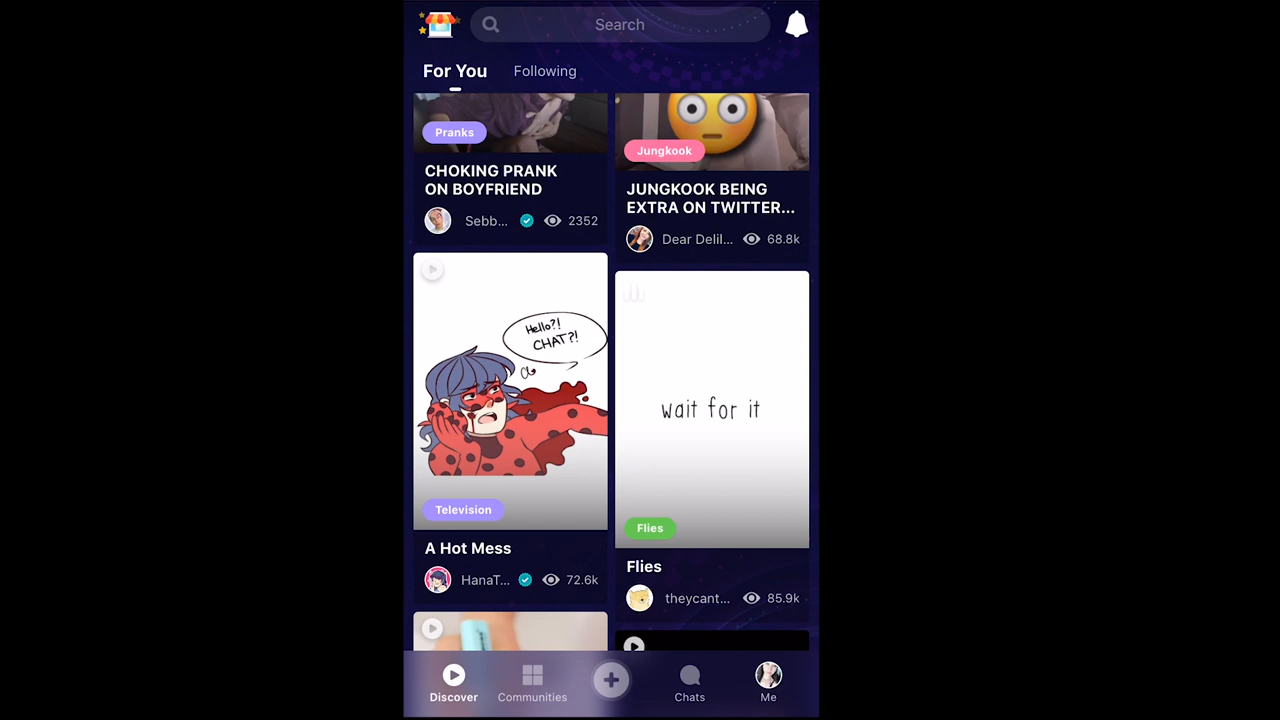 Search
For You
Following
Pranks
CHOKING PRANK
ON BOYFRIEND
Sebb...
2352
Jungkook
JUNGKOOK BEING
EXTRA ON TWITTER...
Dear Delil...
68.8k
Hello?!
CHAT?!
Television
A Hot Mess
HanaT...
72.6k
wait for it
Flies
Flies
theycant...
85.9k
Discover
Communities
Chats
Me